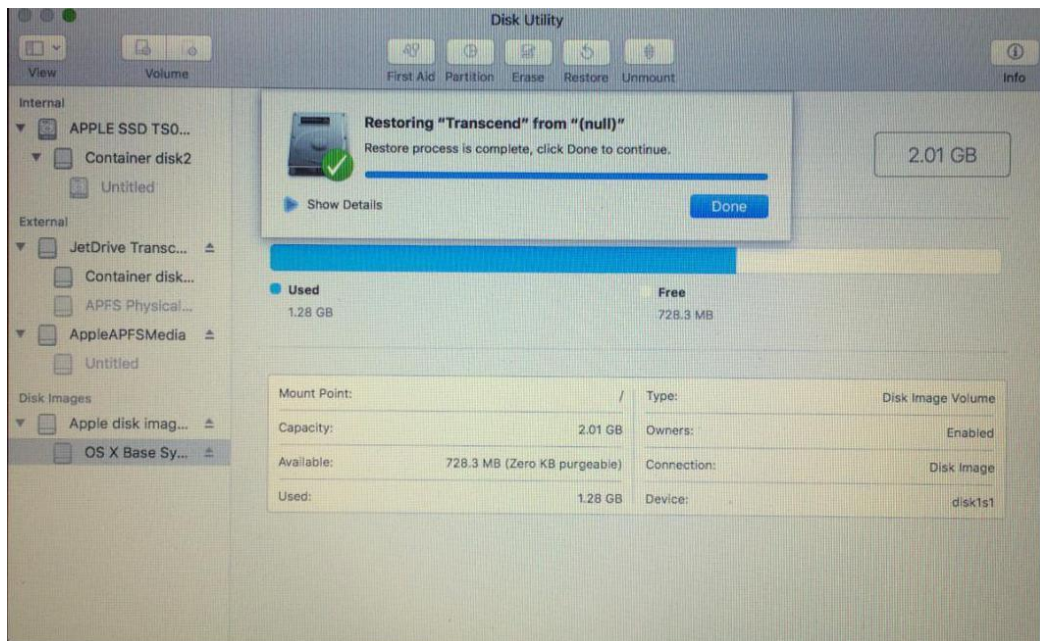 Disk Utility
View
Volume
First Aid
Partition
Erase
Restore
Unmount
Info
Internal
APPLE SSD TS0...
Container disk2
Untitled
External
JetDrive Transc...
Container disk...
APFS Physical...
AppleAPFSMedia
Untitled
Disk Images
Apple disk imag...
OS X Base Sy...
Restoring "Transcend" from "(null)"
Restore process is complete, click Done to continue.
Show Details
Done
2.01 GB
Used
1.28 GB
Free
728.3 MB
Mount Point: /
Capacity: 2.01 GB
Available: 728.3 MB (Zero KB purgeable)
Used: 1.28 GB
Type: Disk Image Volume
Owners: Enabled
Connection: Disk Image
Device: disk1s1